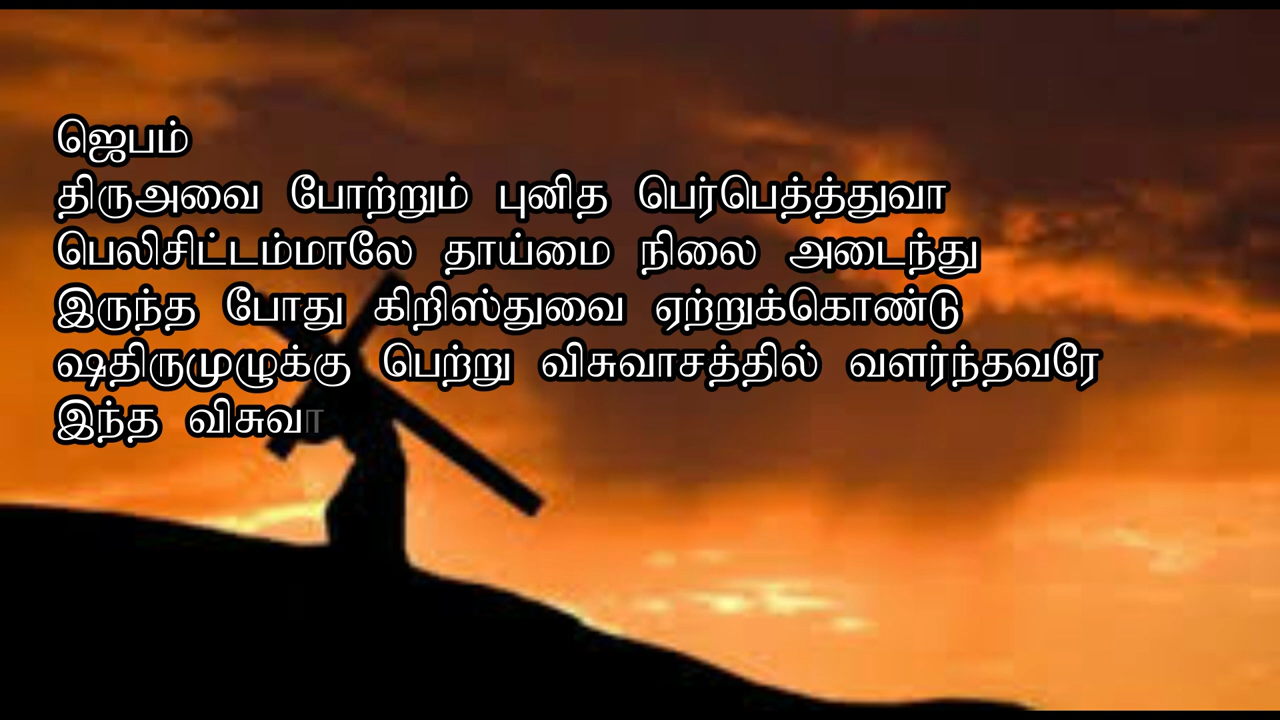 ஜெபம்
திருஅவை போற்றும் புனித பெர்பெத்த்துவா
பெலிசிட்டம்மாலே தாய்மை நிலை அடைந்து
இருந்த போது கிறிஸ்துவை ஏற்றுக்கொண்டு
ஷதிருமுழுக்கு பெற்று விசுவாசத்தில் வளர்ந்தவரே
இந்த விசுவா